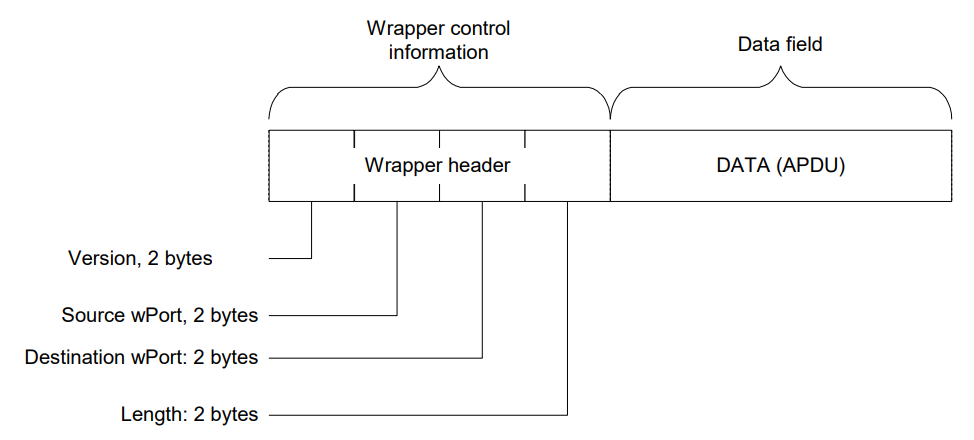 Wrapper control
information
Data field
Wrapper header
DATA (APDU)
Version, 2 bytes
Source wPort, 2 bytes
Destination wPort: 2 bytes
Length: 2 bytes